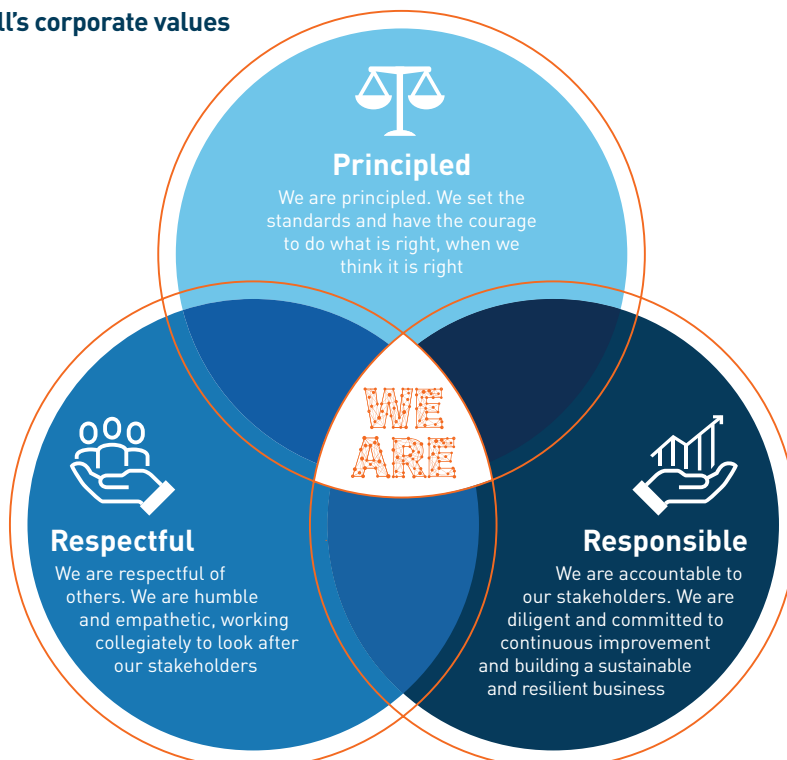 ll's corporate values
Principled
We are principled. We set the
standards and have the courage
to do what is right, when we
think it is right
WE
ARE
Respectful
We are respectful of
others. We are humble
and empathetic, working
collegiately to look after
our stakeholders
Responsible
We are accountable to
our stakeholders. We are
diligent and committed to
continuous improvement
and building a sustainable
and resilient business